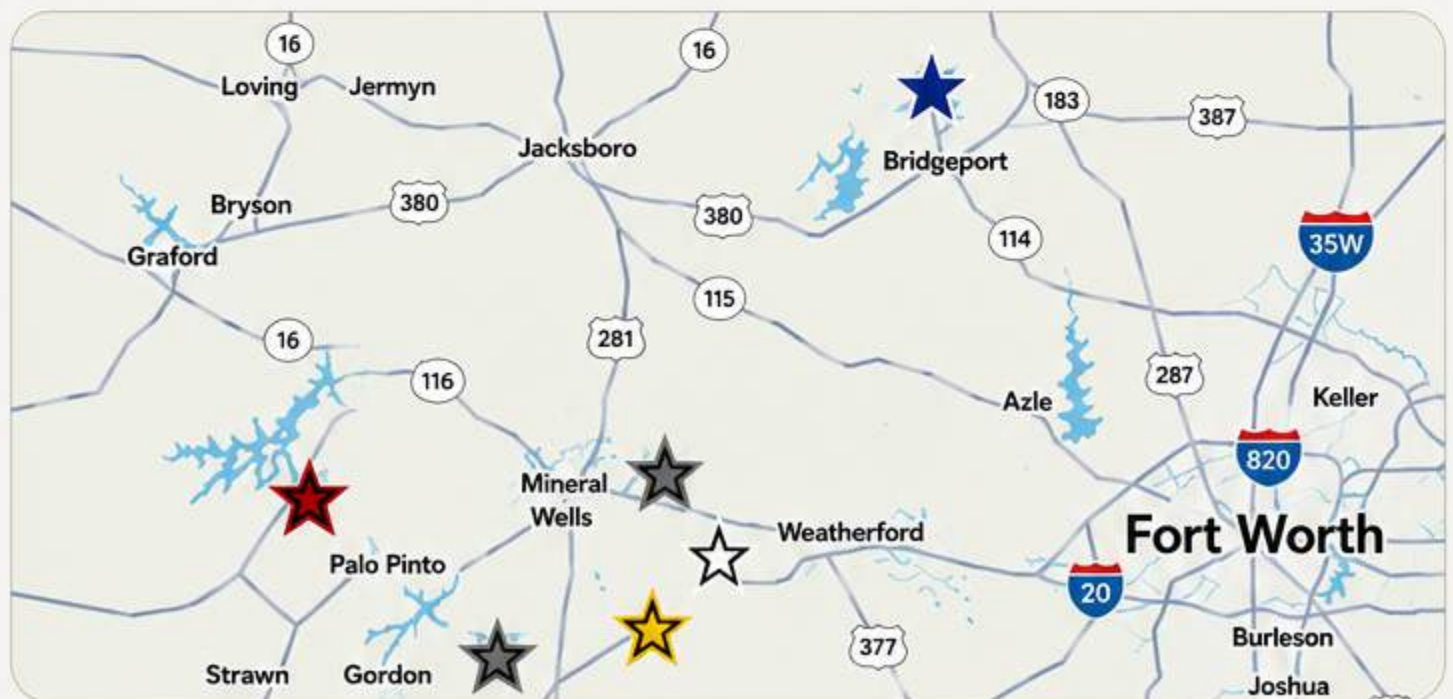 16
16
Loving
Jermyn
183
387
Jacksboro
Bridgeport
Bryson
380
380
Graford
114
35W
115
16
281
116
287
Keller
Azle
820
Mineral
Wells
Weatherford
Fort Worth
Palo Pinto
20
Burleson
377
Strawn
Gordon
Joshua